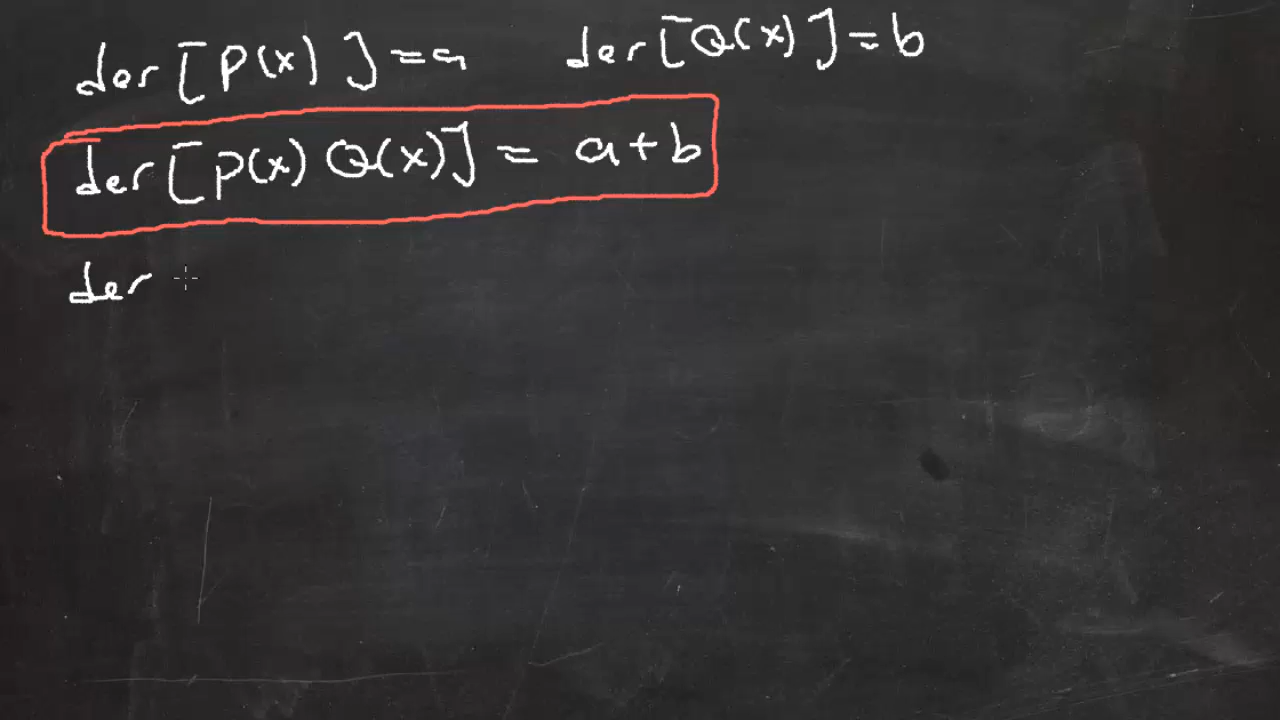 der[P(x)]=a der[Q(x)]=b
der[P(x)Q(x)] = a+b
der